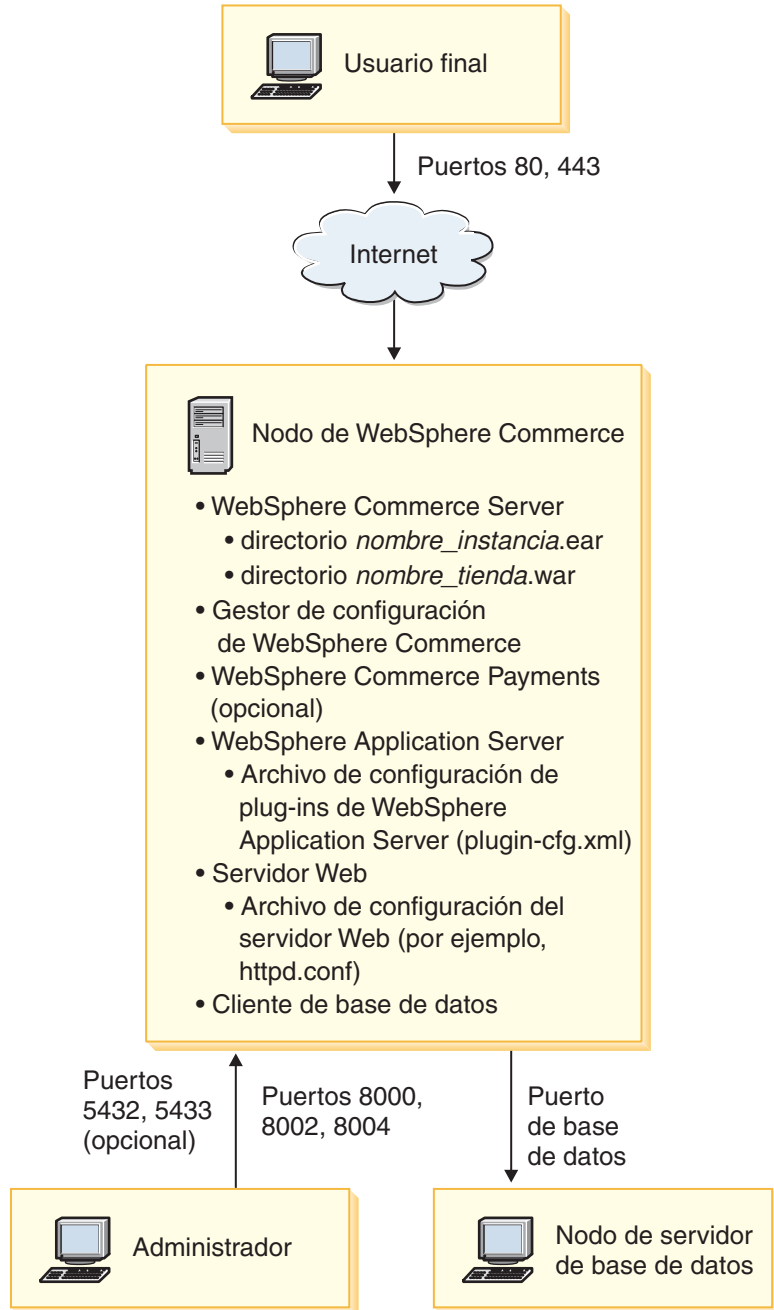 Usuario final
Puertos 80, 443
Internet
Nodo de WebSphere Commerce
• WebSphere Commerce Server
• directorio nombre_instancia.ear
• directorio nombre_tienda.war
• Gestor de configuración
de WebSphere Commerce
• WebSphere Commerce Payments
(opcional)
• WebSphere Application Server
• Archivo de configuración de
plug-ins de WebSphere
Application Server (plugin-cfg.xml)
• Servidor Web
• Archivo de configuración del
servidor Web (por ejemplo,
httpd.conf)
• Cliente de base de datos
Puertos
5432, 5433
(opcional)
Puertos 8000,
8002, 8004
Puerto
de base
de datos
Administrador
Nodo de servidor
de base de datos